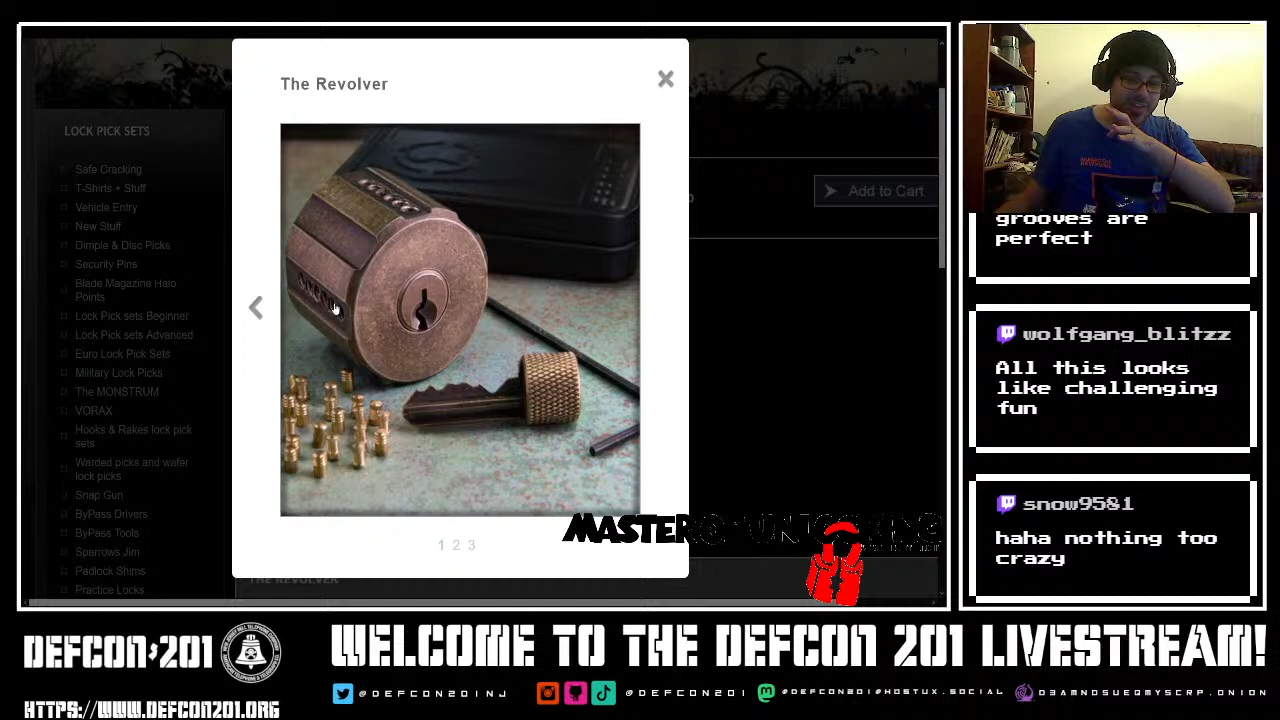 The Revolver
LOCK PICK SETS
Safe Cracking
T-Shirts + Stuff
Vehicle Entry
New Stuff
Dimple & Disc Picks
Security Pins
Blade Magazine Halo
Points
Lock Pick sets Beginner
Lock Pick sets Advanced
Euro Lock Pick Sets
Military Lock Picks
The MONSTRUM
VORAX
Hooks & Rakes lock pick
sets
Warded picks and wafer
lock picks
Snap Gun
ByPass Drivers
ByPass Tools
Sparrows Jim
Padlock Shims
Practice Locks
Add to Cart
1 2 3
THE REVOLVER
grooves are
perfect
wolfgang_blitzz
All this looks
like challenging
fun
snow9581
haha nothing too
crazy
DEFCON 201
WELCOME TO THE DEFCON 201 LIVESTREAM!
HTTPS://WWW.DEFCON201.ORG
@DEFCON201NJ
@DEFCON201
@DEFCON201@HOSTUX.SOCIAL